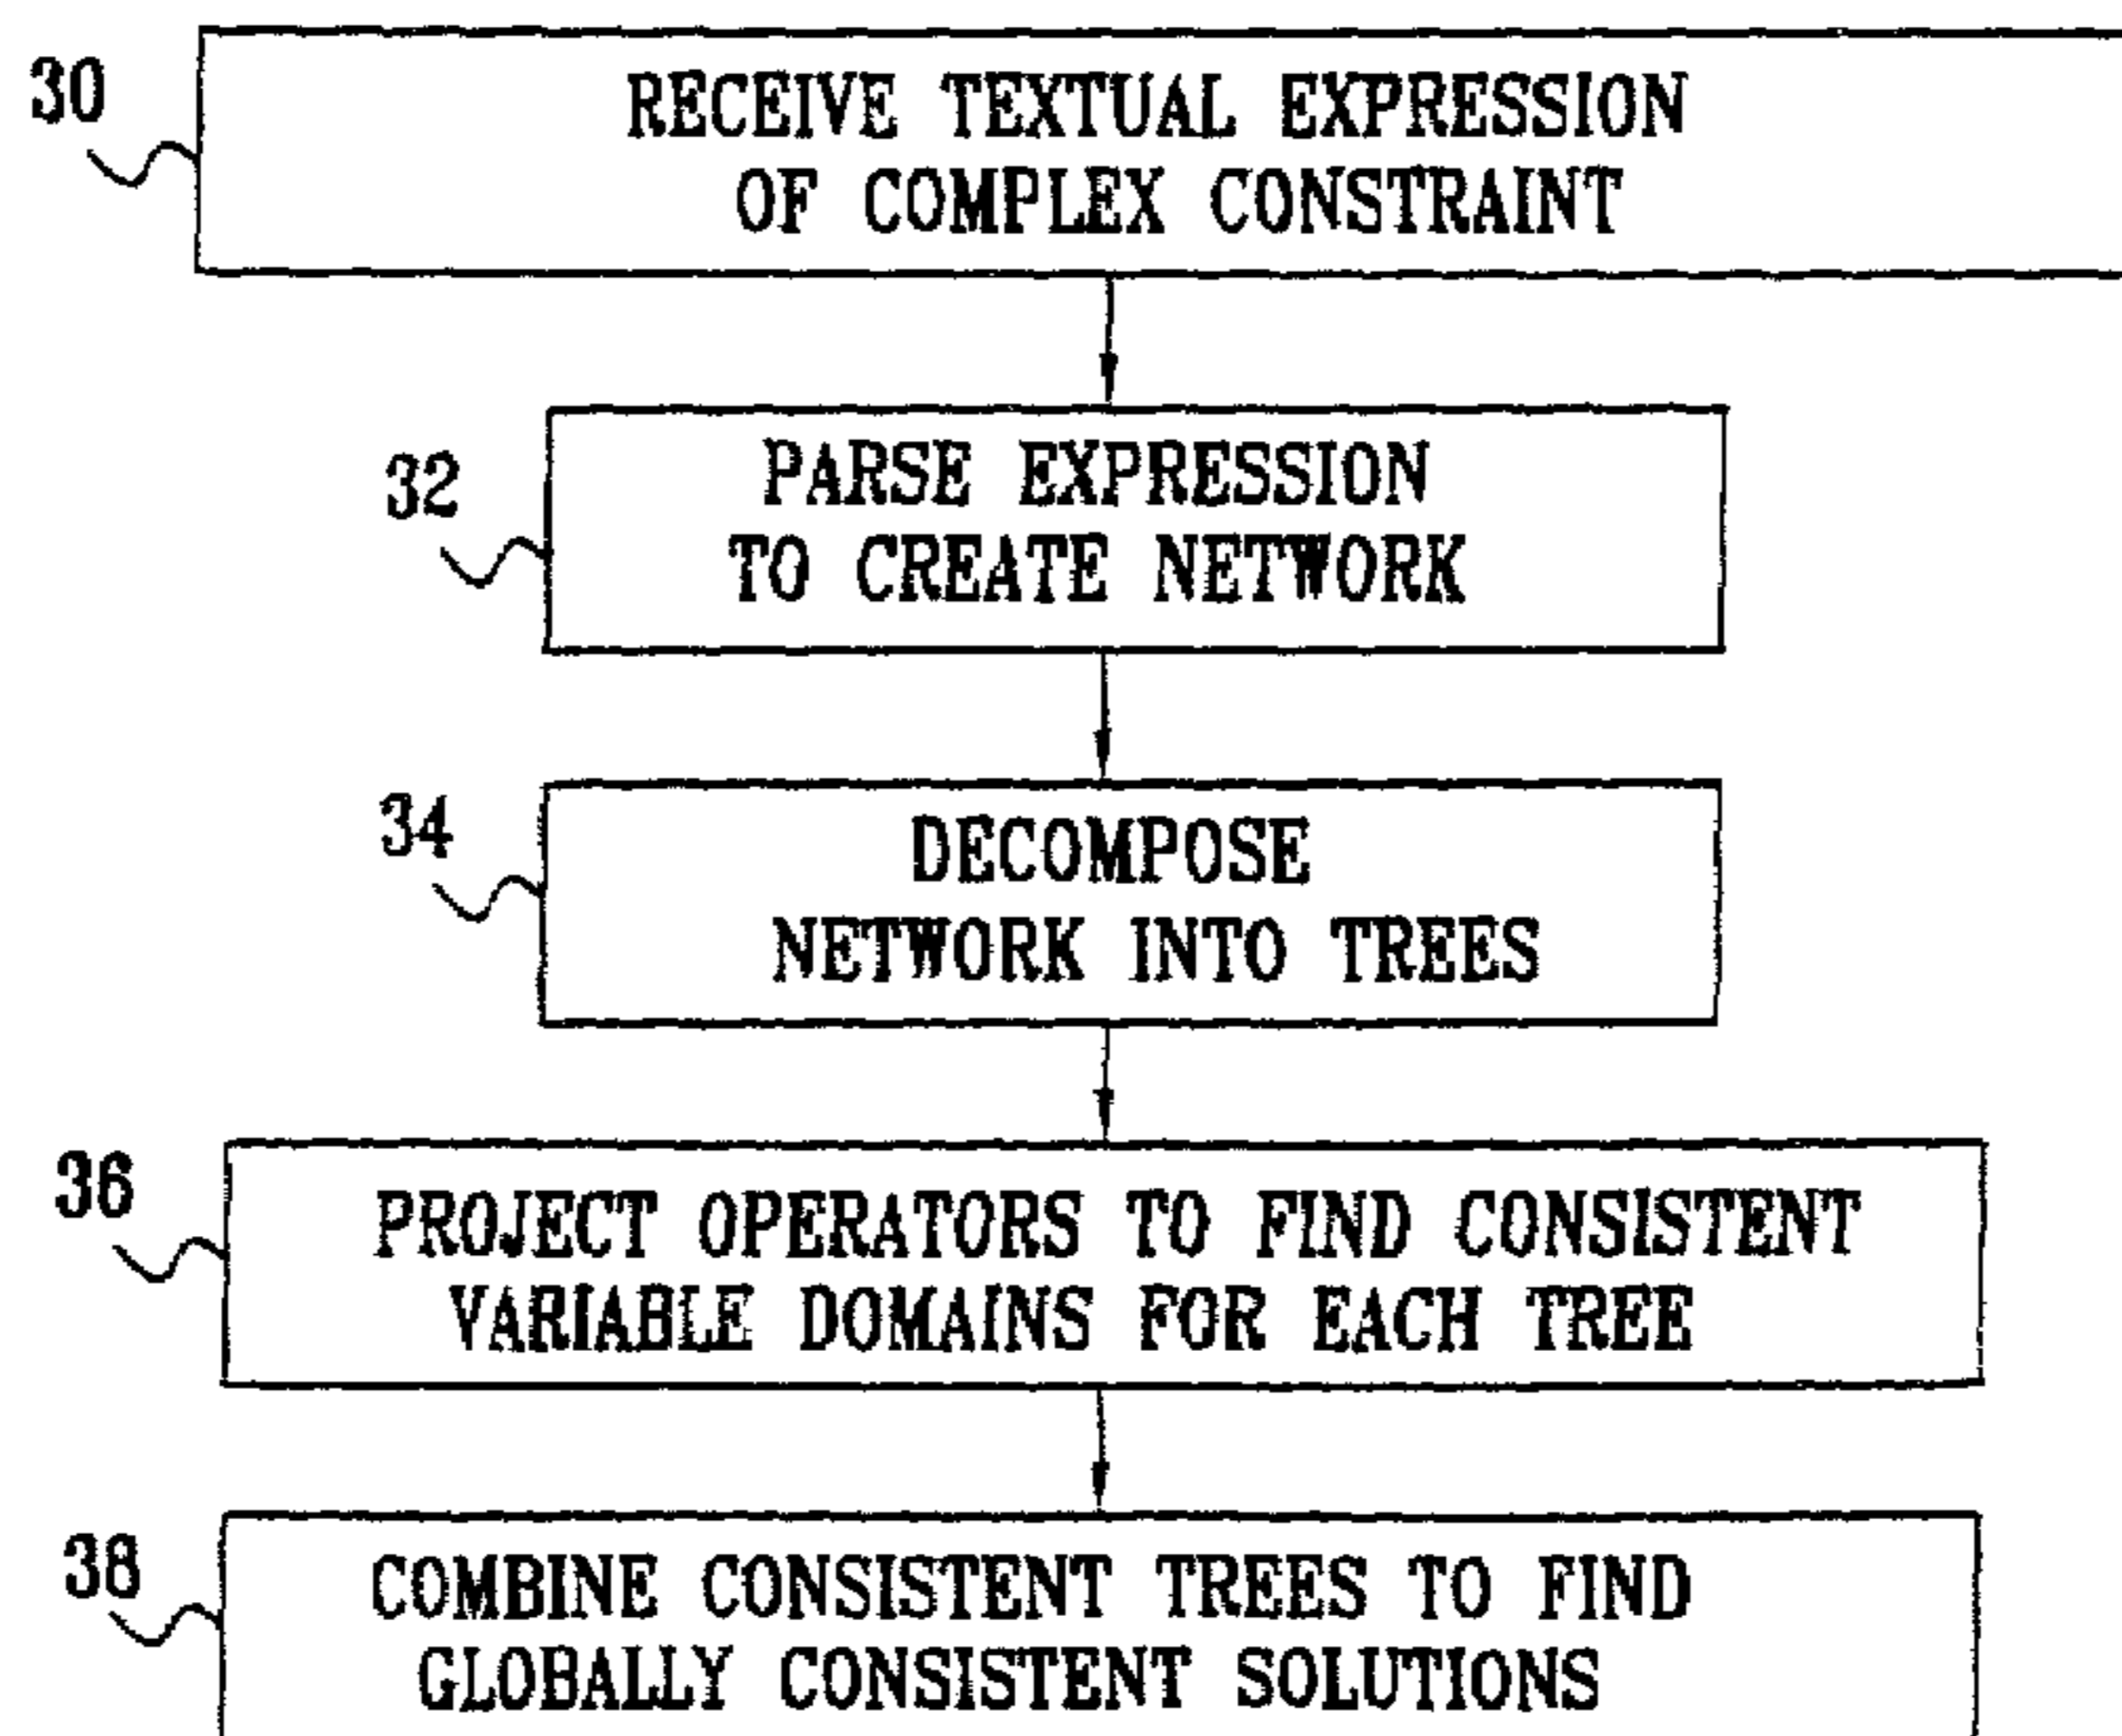 30
RECEIVE TEXTUAL EXPRESSION
OF COMPLEX CONSTRAINT
32
PARSE EXPRESSION
TO CREATE NETWORK
34
DECOMPOSE
NETWORK INTO TREES
36
PROJECT OPERATORS TO FIND CONSISTENT
VARIABLE DOMAINS FOR EACH TREE
38
COMBINE CONSISTENT TREES TO FIND
GLOBALLY CONSISTENT SOLUTIONS